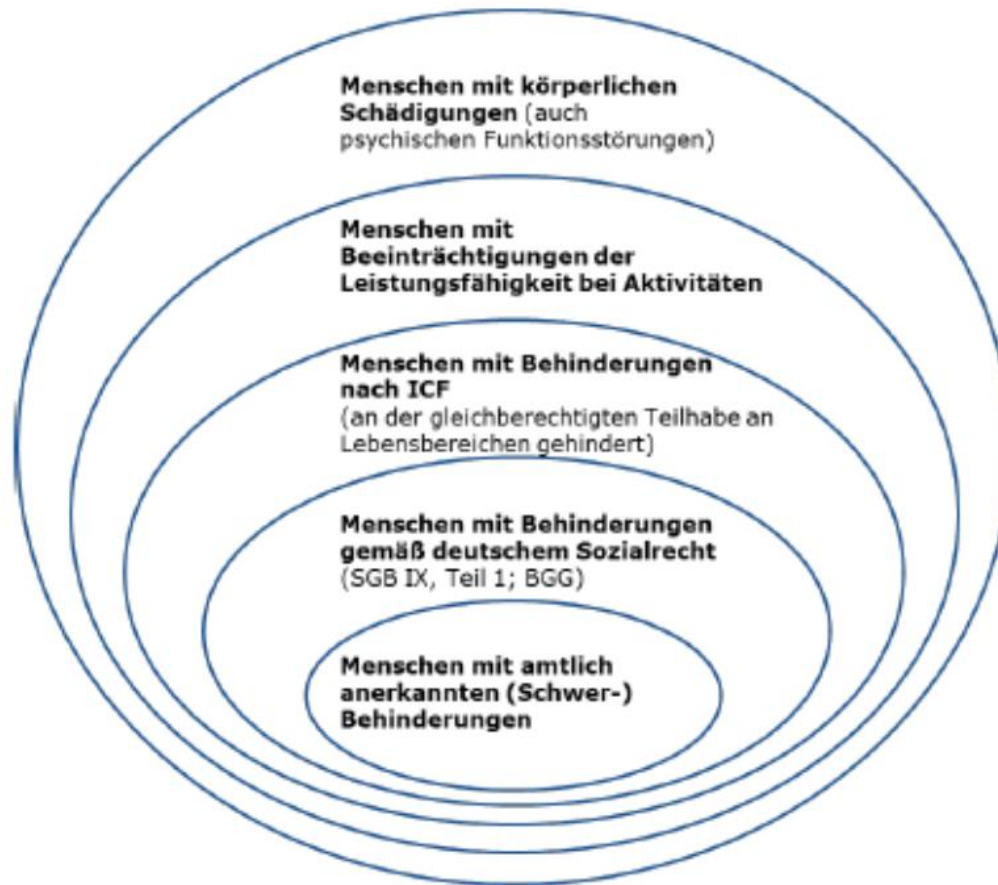 Menschen mit körperlichen
Schädigungen (auch
psychischen Funktionsstörungen)
Menschen mit
Beeinträchtigungen der
Leistungsfähigkeit bei Aktivitäten
Menschen mit Behinderungen
nach ICF
(an der gleichberechtigten Teilhabe an
Lebensbereichen gehindert)
Menschen mit Behinderungen
gemäß deutschem Sozialrecht
(SGB IX, Teil 1; BGG)
Menschen mit amtlich
anerkannten (Schwer-)
Behinderungen